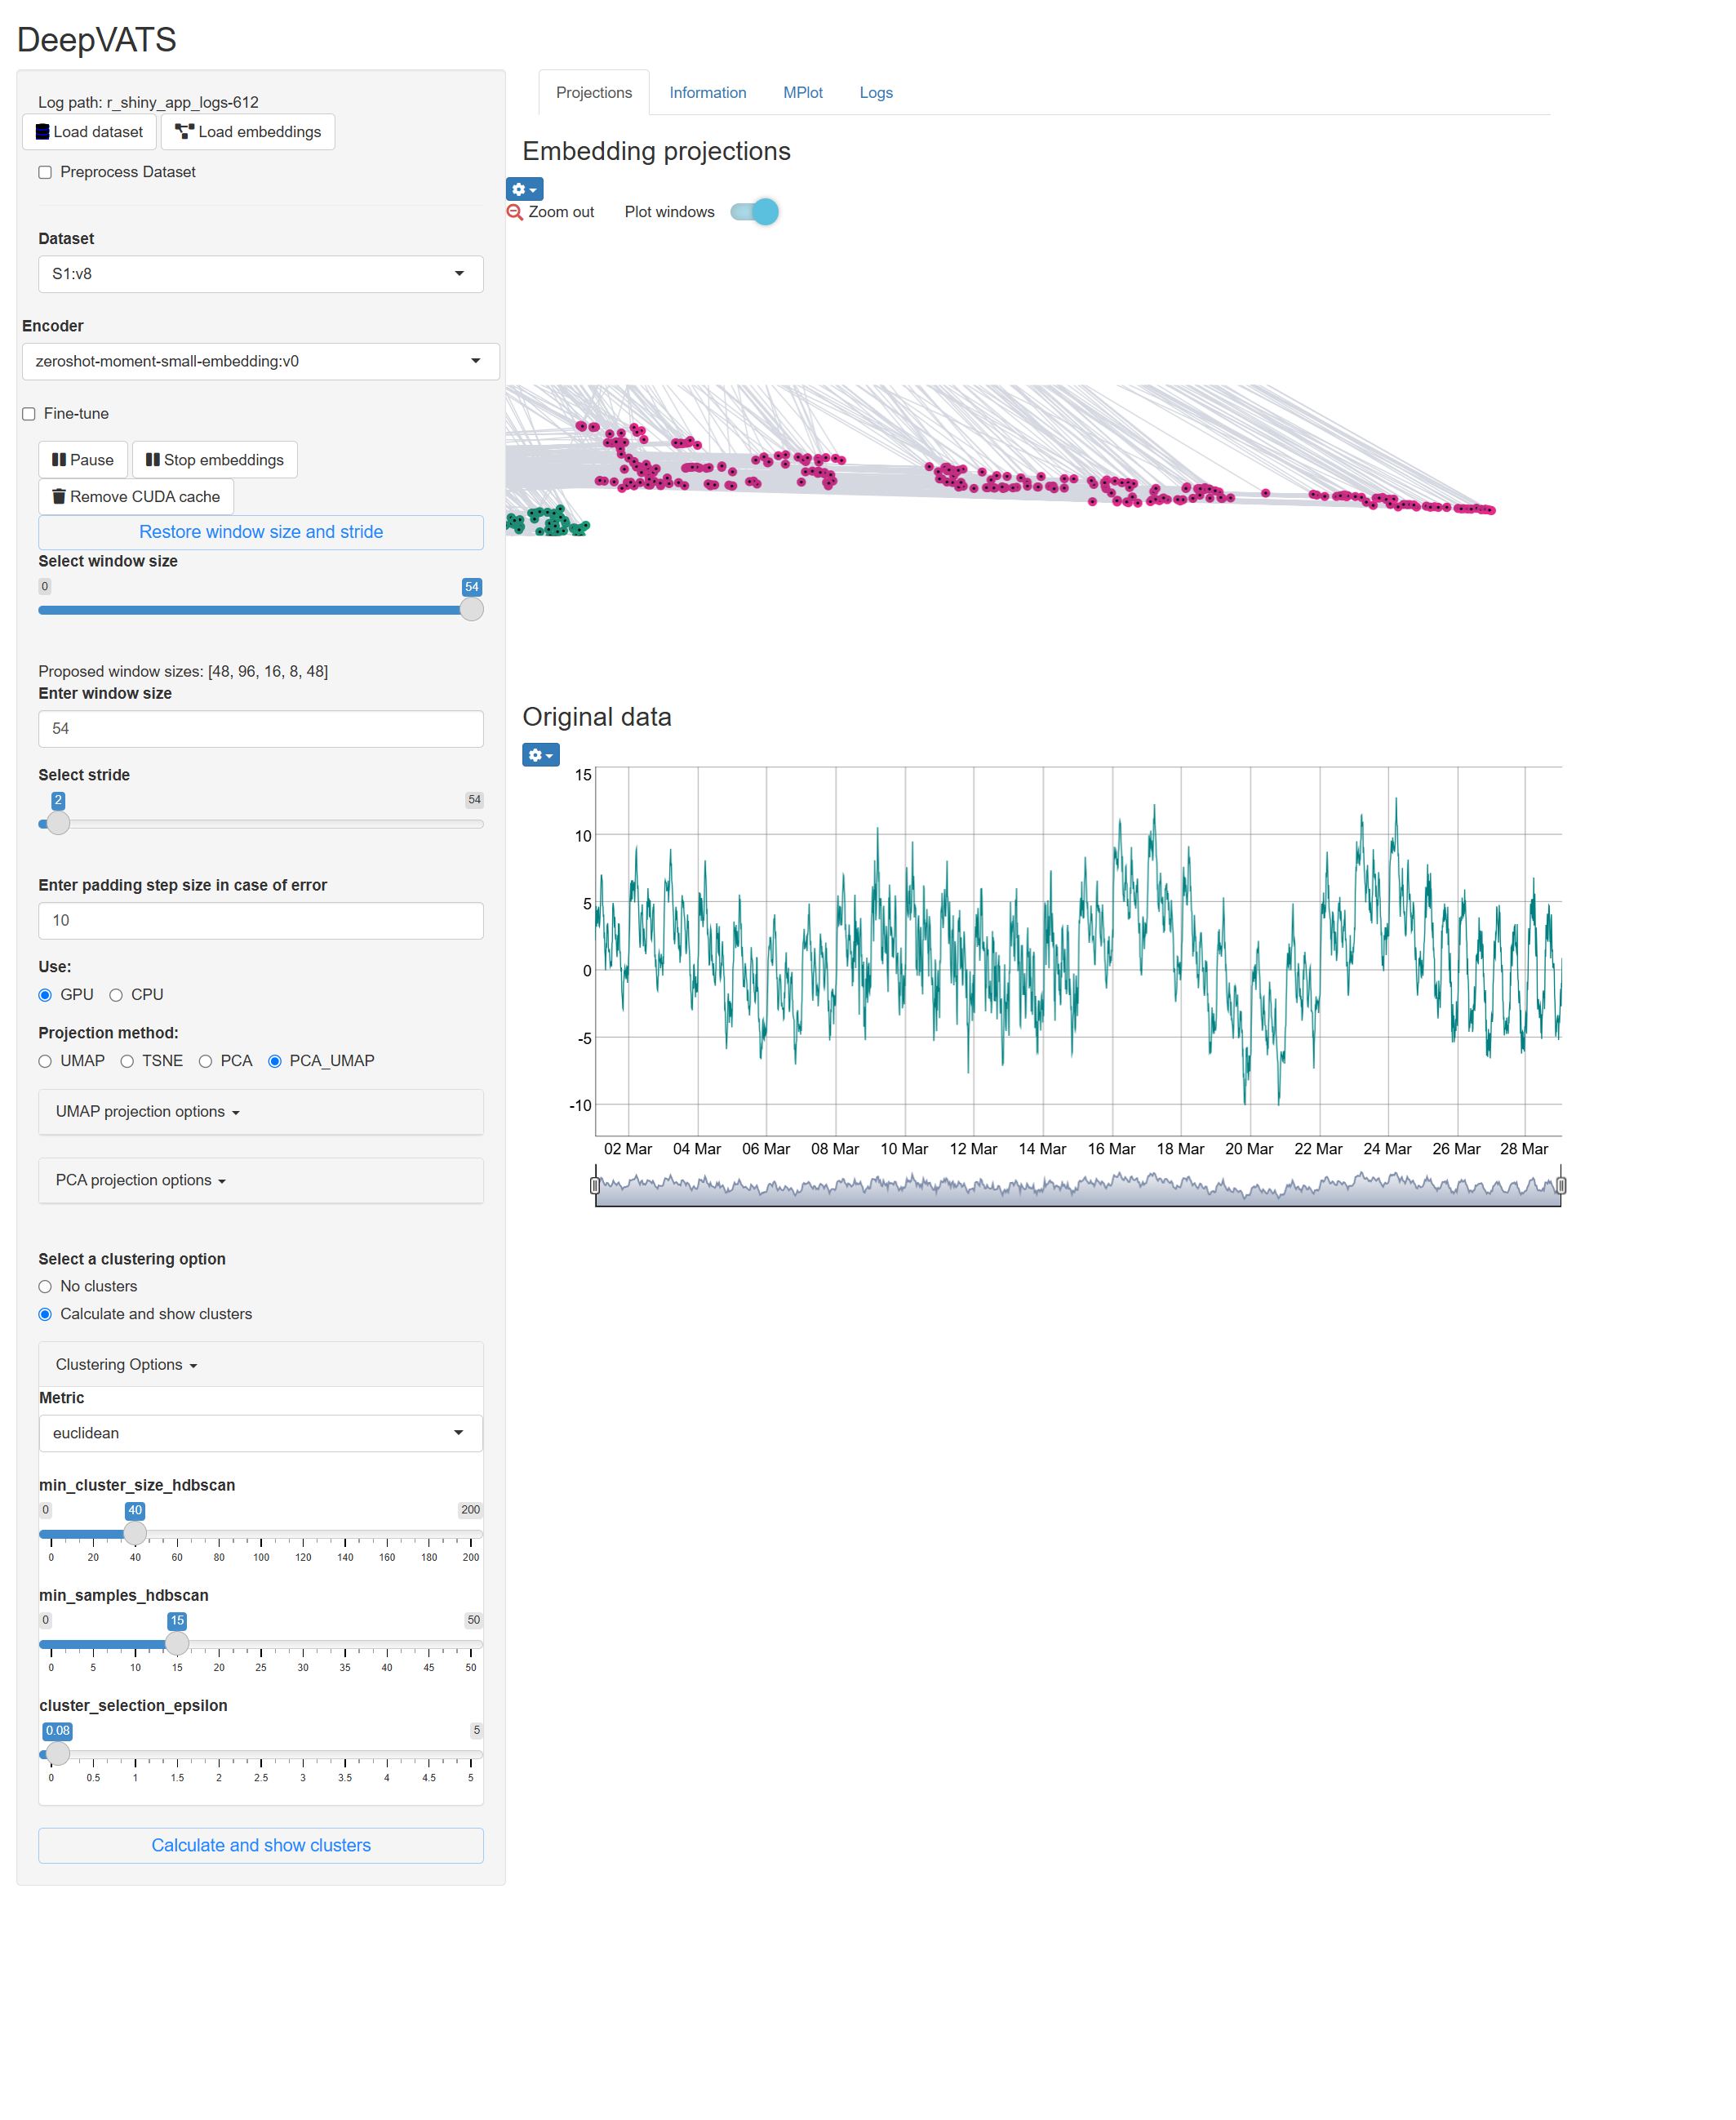 DeepVATS
Log path: r_shiny_app_logs-612
Load dataset
Load embeddings
Preprocess Dataset
Dataset
S1:v8
Encoder
zeroshot-moment-small-embedding:v0
Fine-tune
Pause
Stop embeddings
Remove CUDA cache
Restore window size and stride
Select window size
0
54
Proposed window sizes: [48, 96, 16, 8, 48]
Enter window size
54
Select stride
2
54
Enter padding step size in case of error
10
Use:
GPU CPU
Projection method:
UMAP TSNE PCA PCA_UMAP
UMAP projection options
PCA projection options
Select a clustering option
No clusters
Calculate and show clusters
Clustering Options
Metric
euclidean
min_cluster_size_hdbscan
0 40 200
0 20 40 60 80 100 120 140 160 180 200
min_samples_hdbscan
0 15 50
0 5 10 15 20 25 30 35 40 45 50
cluster_selection_epsilon
0.08 5
0 0.5 1 1.5 2 2.5 3 3.5 4 4.5 5
Calculate and show clusters
Projections Information MPlot Logs
Embedding projections
Zoom out Plot windows
Original data
15
10
5
0
-5
-10
02 Mar 04 Mar 06 Mar 08 Mar 10 Mar 12 Mar 14 Mar 16 Mar 18 Mar 20 Mar 22 Mar 24 Mar 26 Mar 28 Mar